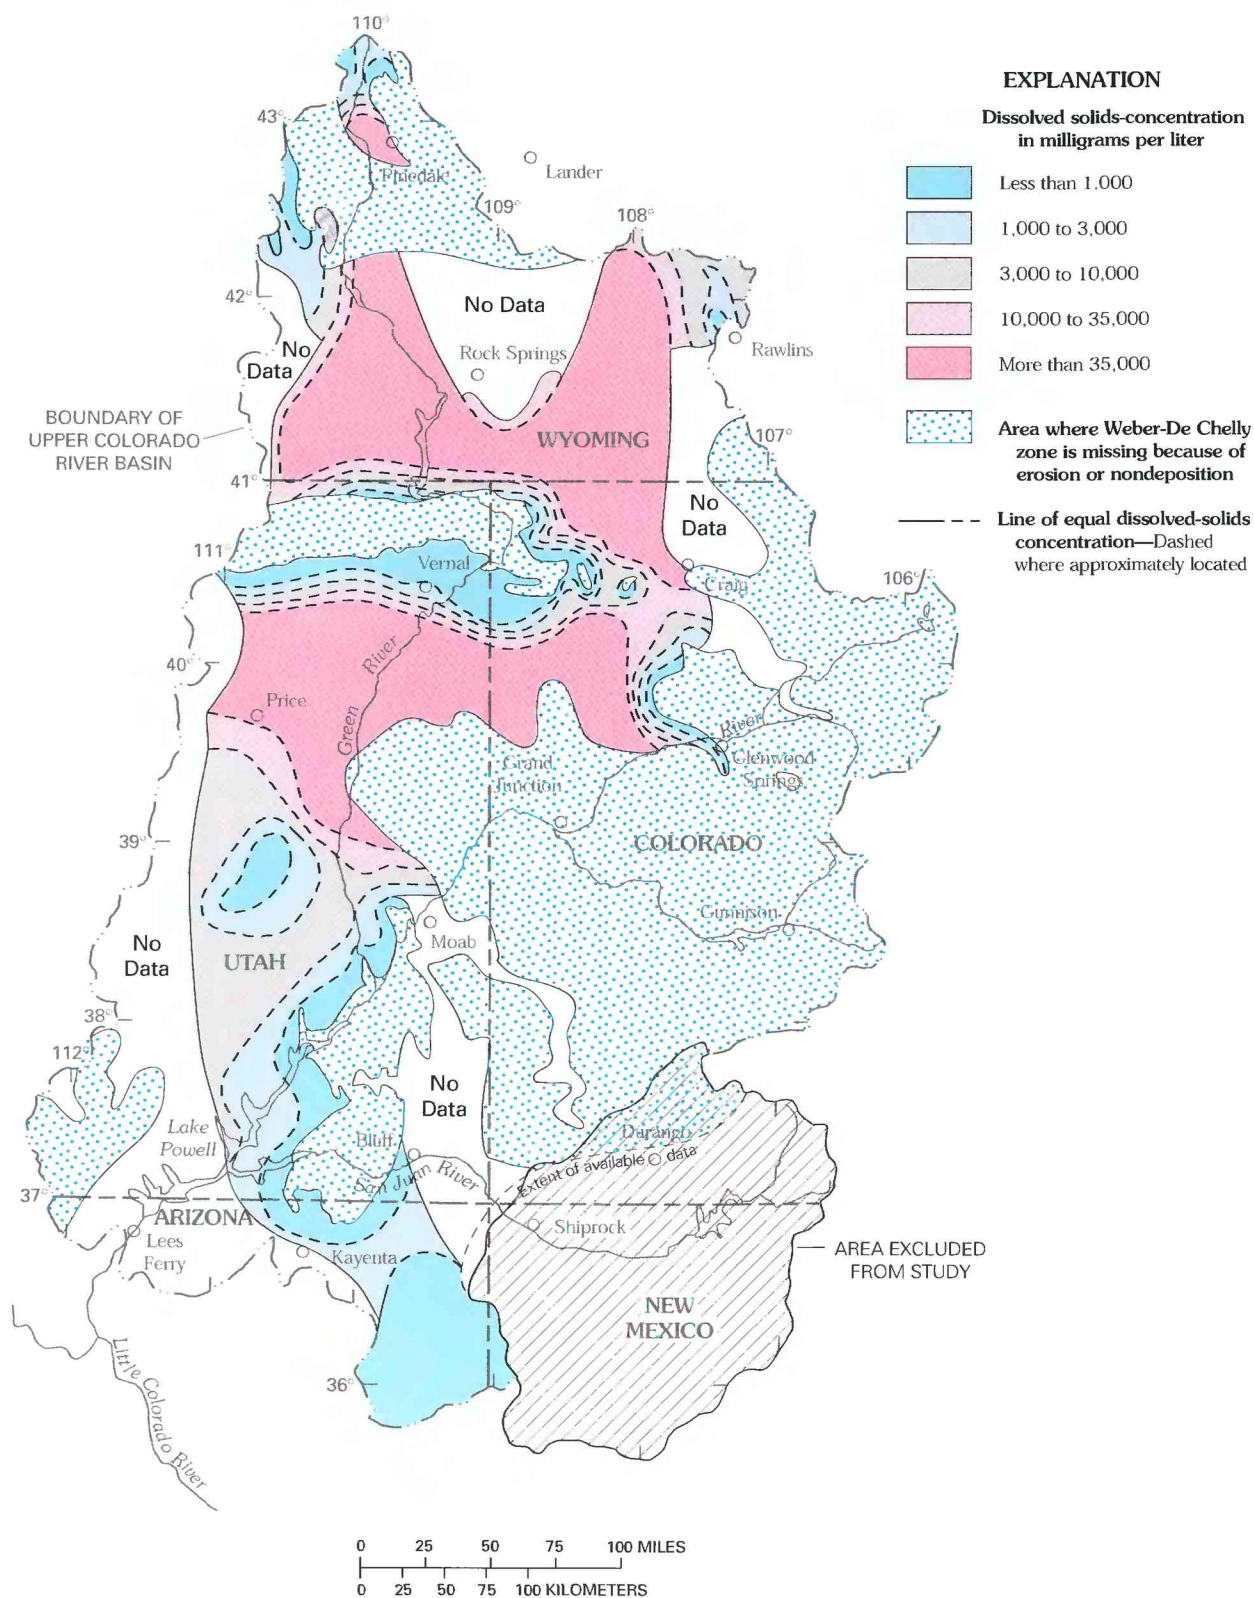 110°
43°
Pinedale
Lander
109°
108°
42°
No Data
No
Data
Rock Springs
Rawlins
BOUNDARY OF
UPPER COLORADO
RIVER BASIN
WYOMING
107°
41°
No
Data
111°
Vernal
Craig
106°
40°
River
Green
Price
River
Glenwood
Springs
Grand
Junction
39°
COLORADO
Gunnison
No
Data
UTAH
Moab
38°
112°
No
Data
Lake
Powell
Bluff
San Juan River
Durango
Extent of available data
37°
ARIZONA
Lees
Ferry
Kayenta
Shiprock
AREA EXCLUDED
FROM STUDY
NEW
MEXICO
36°
Little Colorado River
EXPLANATION
Dissolved solids-concentration
in milligrams per liter
Less than 1.000
1,000 to 3,000
3,000 to 10,000
10,000 to 35,000
More than 35,000
Area where Weber-De Chelly
zone is missing because of
erosion or nondeposition
Line of equal dissolved-solids
concentration—Dashed
where approximately located
0 25 50 75 100 MILES
0 25 50 75 100 KILOMETERS